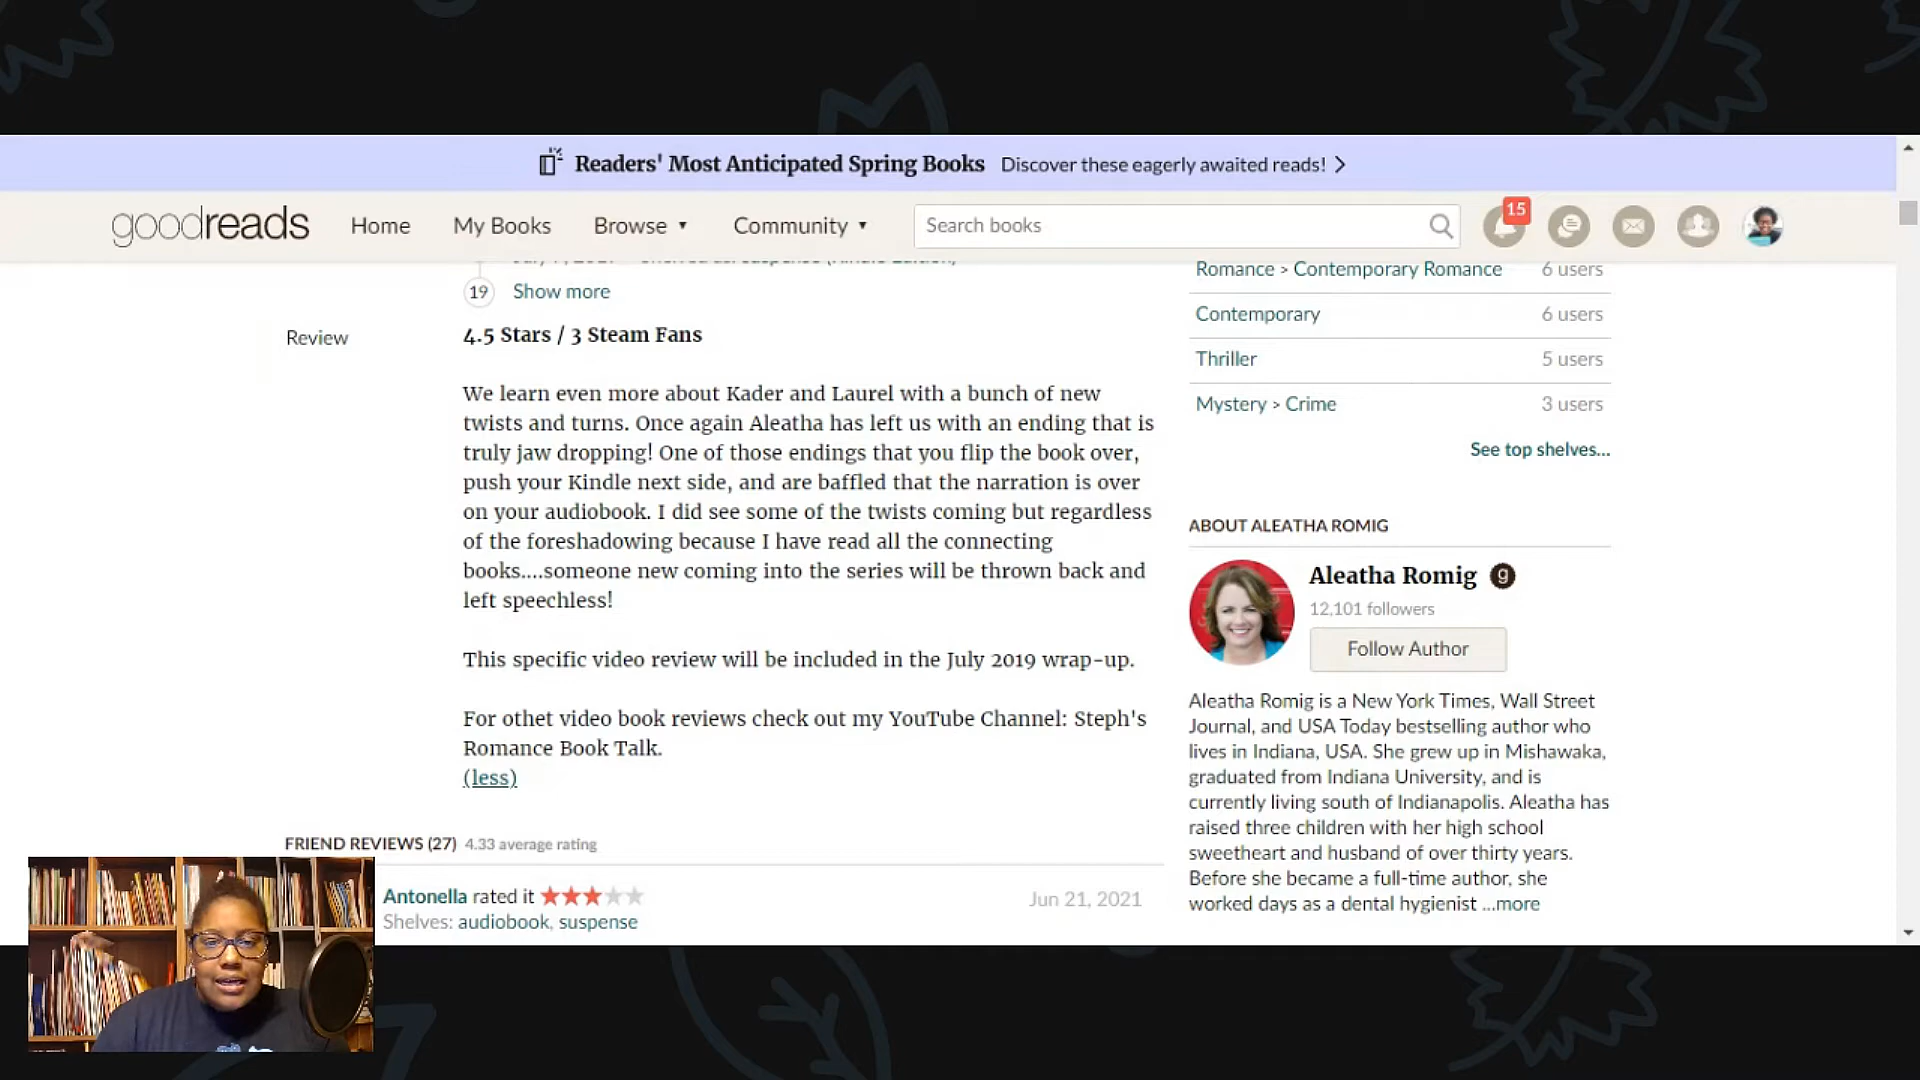 Readers' Most Anticipated Spring Books Discover these eagerly awaited reads!
goodreads Home My Books Browse Community Search books 15
19 Show more
Review
4.5 Stars / 3 Steam Fans
We learn even more about Kader and Laurel with a bunch of new
twists and turns. Once again Aleatha has left us with an ending that is
truly jaw dropping! One of those endings that you flip the book over,
push your Kindle next side, and are baffled that the narration is over
on your audiobook. I did see some of the twists coming but regardless
of the foreshadowing because I have read all the connecting
books....someone new coming into the series will be thrown back and
left speechless!
This specific video review will be included in the July 2019 wrap-up.
For othet video book reviews check out my YouTube Channel: Steph's
Romance Book Talk.
(less)
FRIEND REVIEWS (27) 4.33 average rating
Antonella rated it Jun 21, 2021
Shelves: audiobook, suspense
Romance > Contemporary Romance 6 users
Contemporary 6 users
Thriller 5 users
Mystery > Crime 3 users
See top shelves...
ABOUT ALEATHA ROMIG
Aleatha Romig g
12,101 followers
Follow Author
Aleatha Romig is a New York Times, Wall Street
Journal, and USA Today bestselling author who
lives in Indiana, USA. She grew up in Mishawaka,
graduated from Indiana University, and is
currently living south of Indianapolis. Aleatha has
raised three children with her high school
sweetheart and husband of over thirty years.
Before she became a full-time author, she
worked days as a dental hygienist ...more